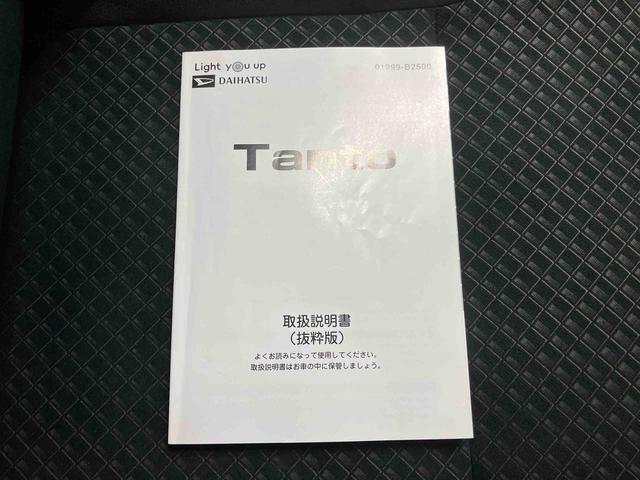 Light you up 01999-B2500
DAIHATSU
Tanto
取扱説明書
（抜粋版）
よくお読みになって使用してください。
取扱説明書はお車の中に保管しましょう。